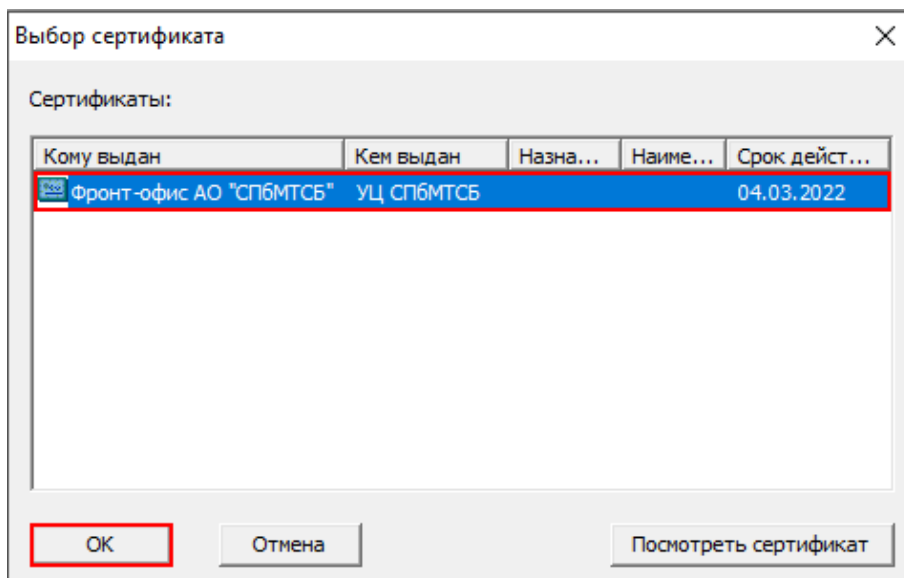 Выбор сертификата
Сертификаты:
Кому выдан Кем выдан Назна... Наиме... Срок дейст...
Фронт-офис АО "СПбМТСБ" УЦ СПбМТСБ 04.03.2022
OK Отмена Посмотреть сертификат